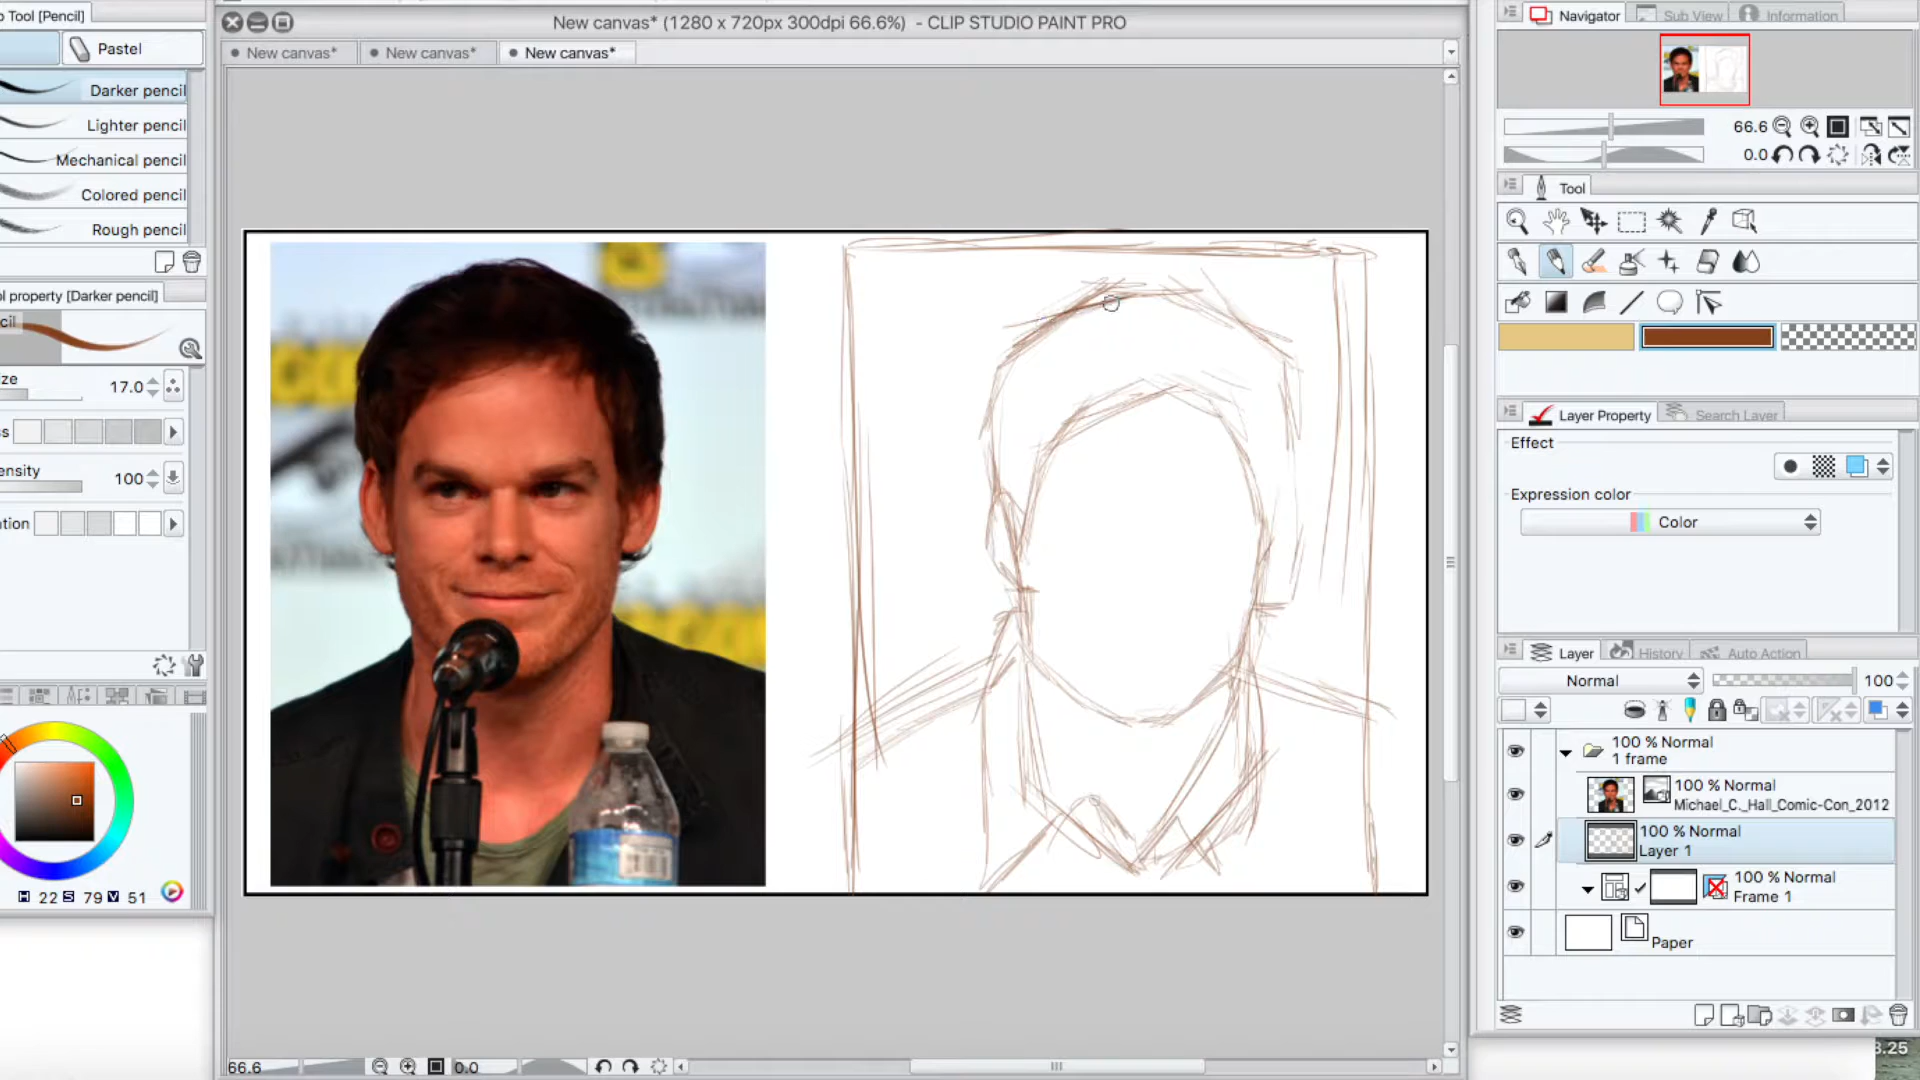 New canvas* (1280 x 720px 300dpi 66.6%) - CLIP STUDIO PAINT PRO
Tool [Pencil]
Pastel
New canvas*
New canvas*
New canvas*
Darker pencil
Lighter pencil
Mechanical pencil
Colored pencil
Rough pencil
property [Darker pencil]
17.0
100
H 22 S 79 V 51
66.6
0.0
Navigator
Sub View
Information
66.6
0.0
Tool
Layer Property
Search Layer
Effect
Expression color
Color
Layer
History
Auto Action
Normal
100
100 % Normal
1 frame
100 % Normal
Michael_C._Hall_Comic-Con_2012
100 % Normal
Layer 1
100 % Normal
Frame 1
Paper